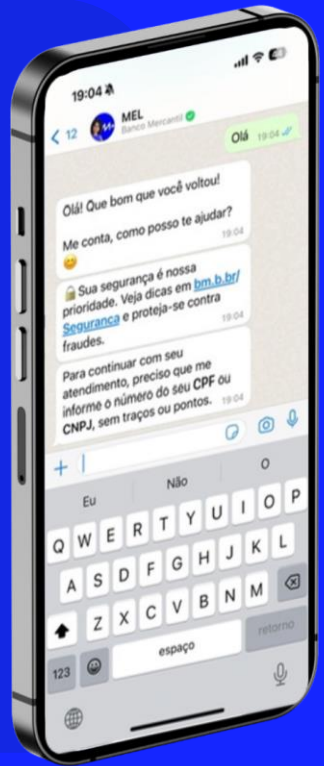 19:04
12
MEL
Banco Mercantil
Olá 19:04
Olá! Que bom que você voltou!
Me conta, como posso te ajudar?
19:04
Sua segurança é nossa
prioridade. Veja dicas em bm.b.br/
Seguranca e proteja-se contra
fraudes.
19:04
Para continuar com seu
atendimento, preciso que me
informe o número do seu CPF ou
CNPJ, sem traços ou pontos. 19:04
Eu Não O
Q W E R T Y U I O P
A S D F G H J K L
Z X C V B N M
123 espaço retorno